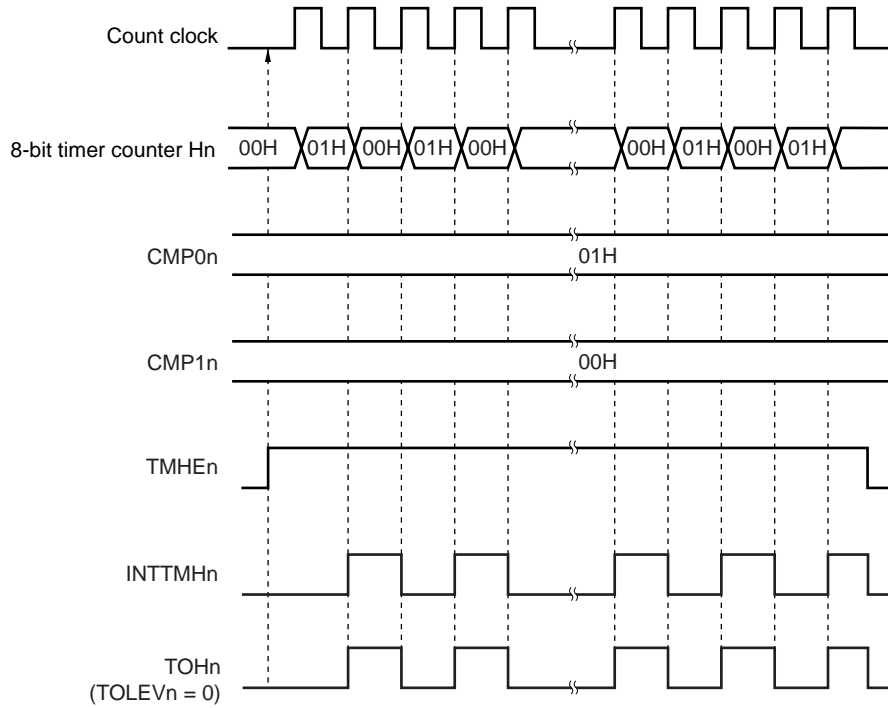 Count clock
8-bit timer counter Hn 00H 01H 00H 01H 00H 00H 01H 00H 01H
CMP0n 01H
CMP1n 00H
TMHEn
INTTMHn
TOHn
(TOLEVn = 0)